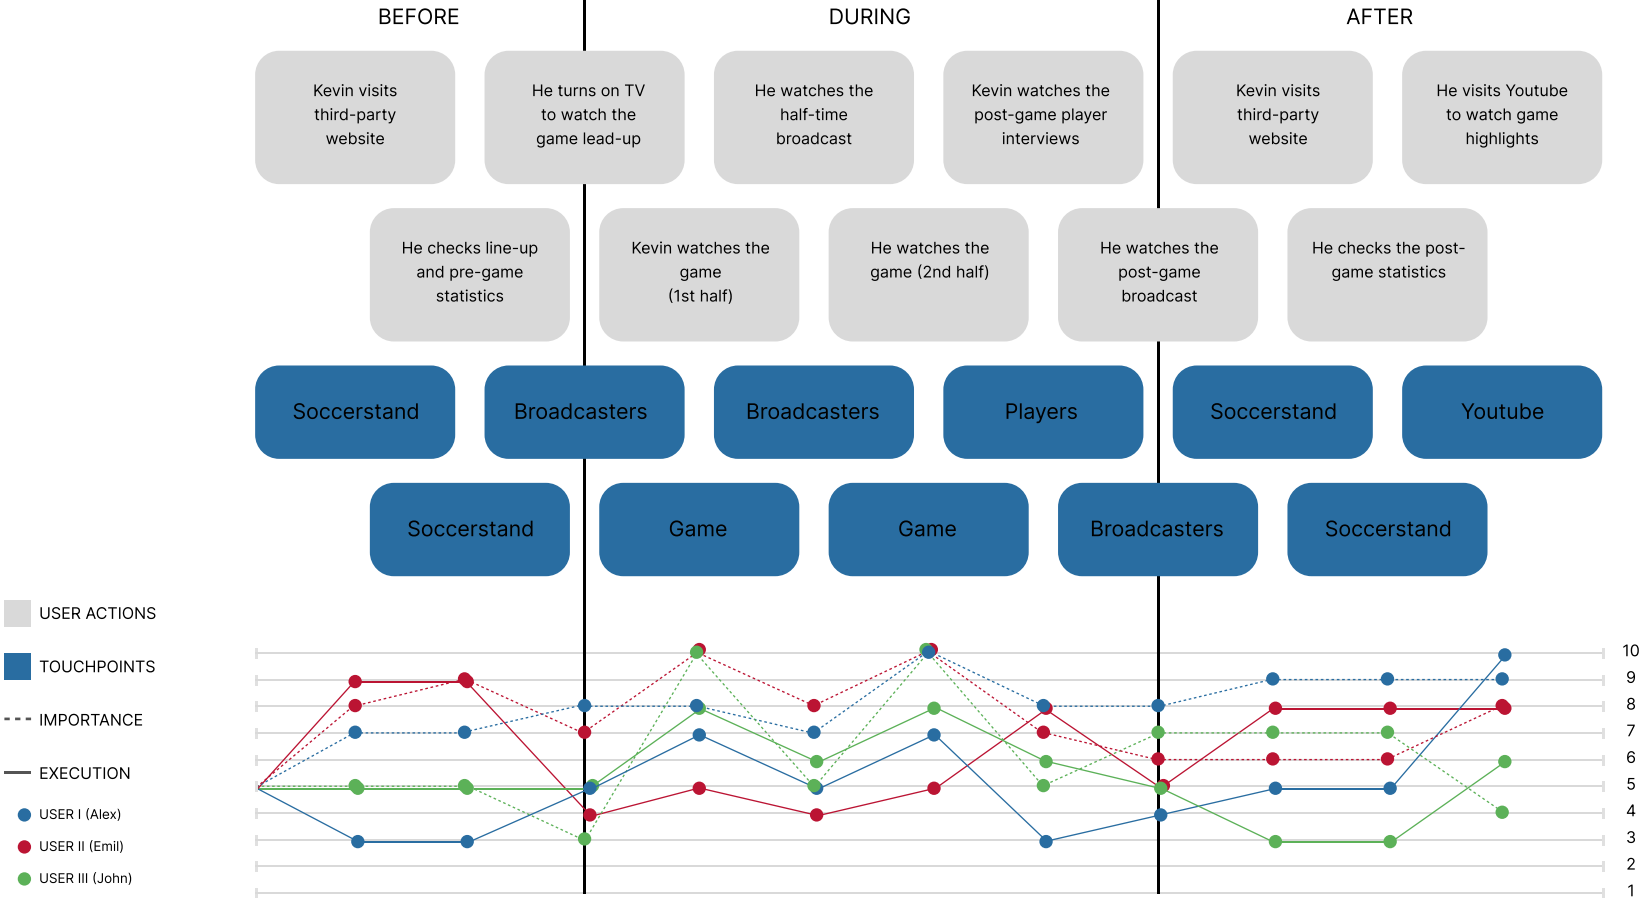 BEFORE
DURING
AFTER
Kevin visits
third-party
website
He turns on TV
to watch the
game lead-up
He watches the
half-time
broadcast
Kevin watches the
post-game player
interviews
Kevin visits
third-party
website
He visits Youtube
to watch game
highlights
He checks line-up
and pre-game
statistics
Kevin watches the
game
(1st half)
He watches the
game (2nd half)
He watches the
post-game
broadcast
He checks the post-
game statistics
Soccerstand
Broadcasters
Broadcasters
Players
Soccerstand
Youtube
Soccerstand
Game
Game
Broadcasters
Soccerstand
USER ACTIONS
TOUCHPOINTS
IMPORTANCE
EXECUTION
USER I (Alex)
USER II (Emil)
USER III (John)
10
9
8
7
6
5
4
3
2
1